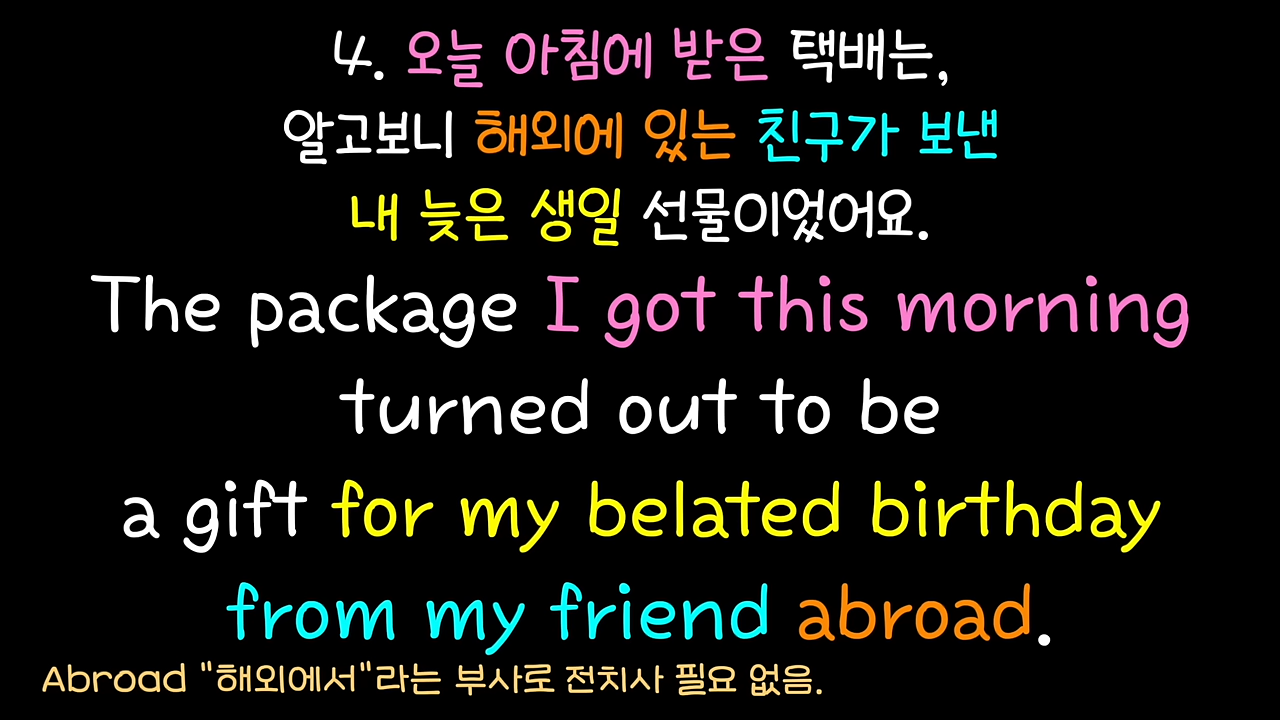 4. 오늘 아침에 받은 택배는,
알고보니 해외에 있는 친구가 보낸
내 늦은 생일 선물이었어요.
The package I got this morning
turned out to be
a gift for my belated birthday
from my friend abroad.
Abroad "해외에서"라는 부사로 전치사 필요 없음.